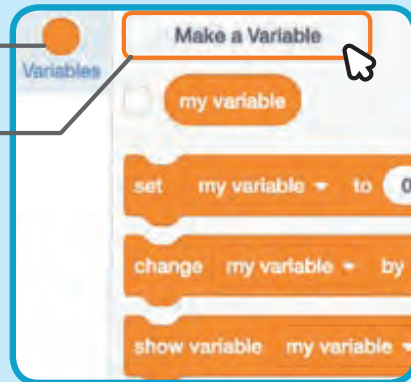 Make a Variable
Variables
my variable
set my variable to 0
change my variable by
show variable my variable